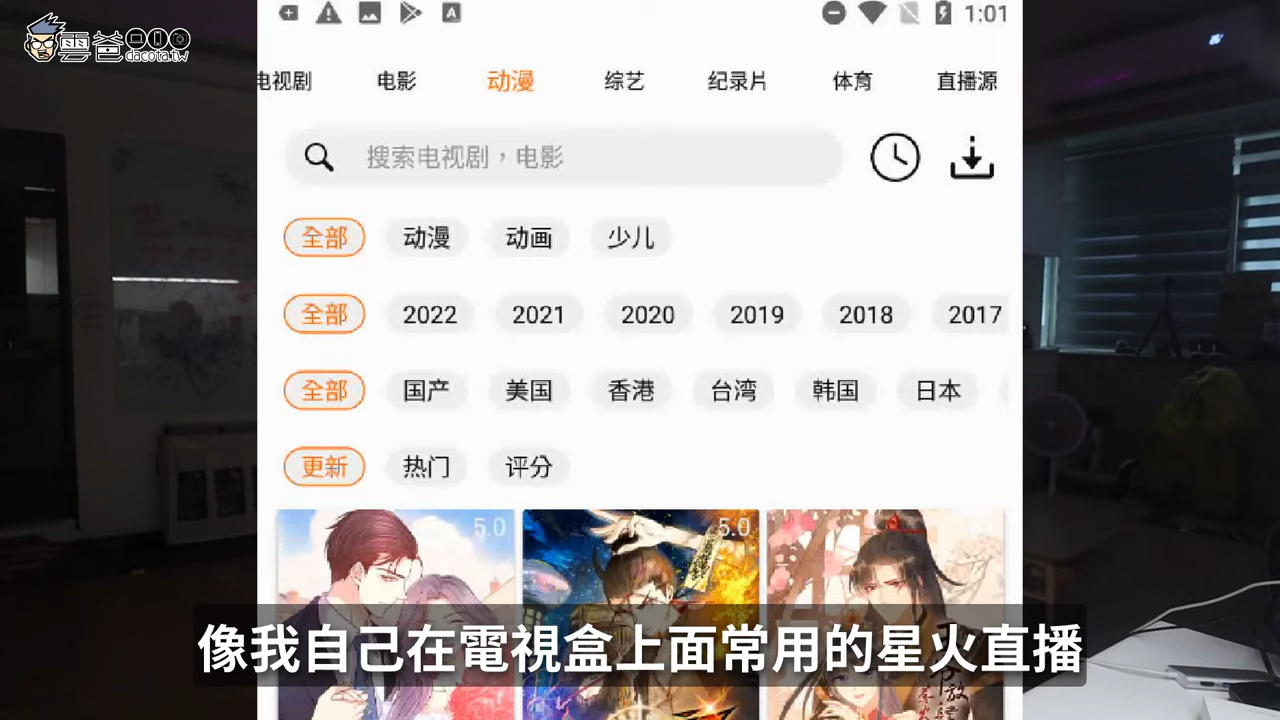 1:01
雲爸
dacota.tw
电视剧 电影 动漫 综艺 纪录片 体育 直播源
搜索电视剧，电影
全部 动漫 动画 少儿
全部 2022 2021 2020 2019 2018 2017
全部 国产 美国 香港 台湾 韩国 日本
更新 热门 评分
5.0 5.0
像我自己在電視盒上面常用的星火直播